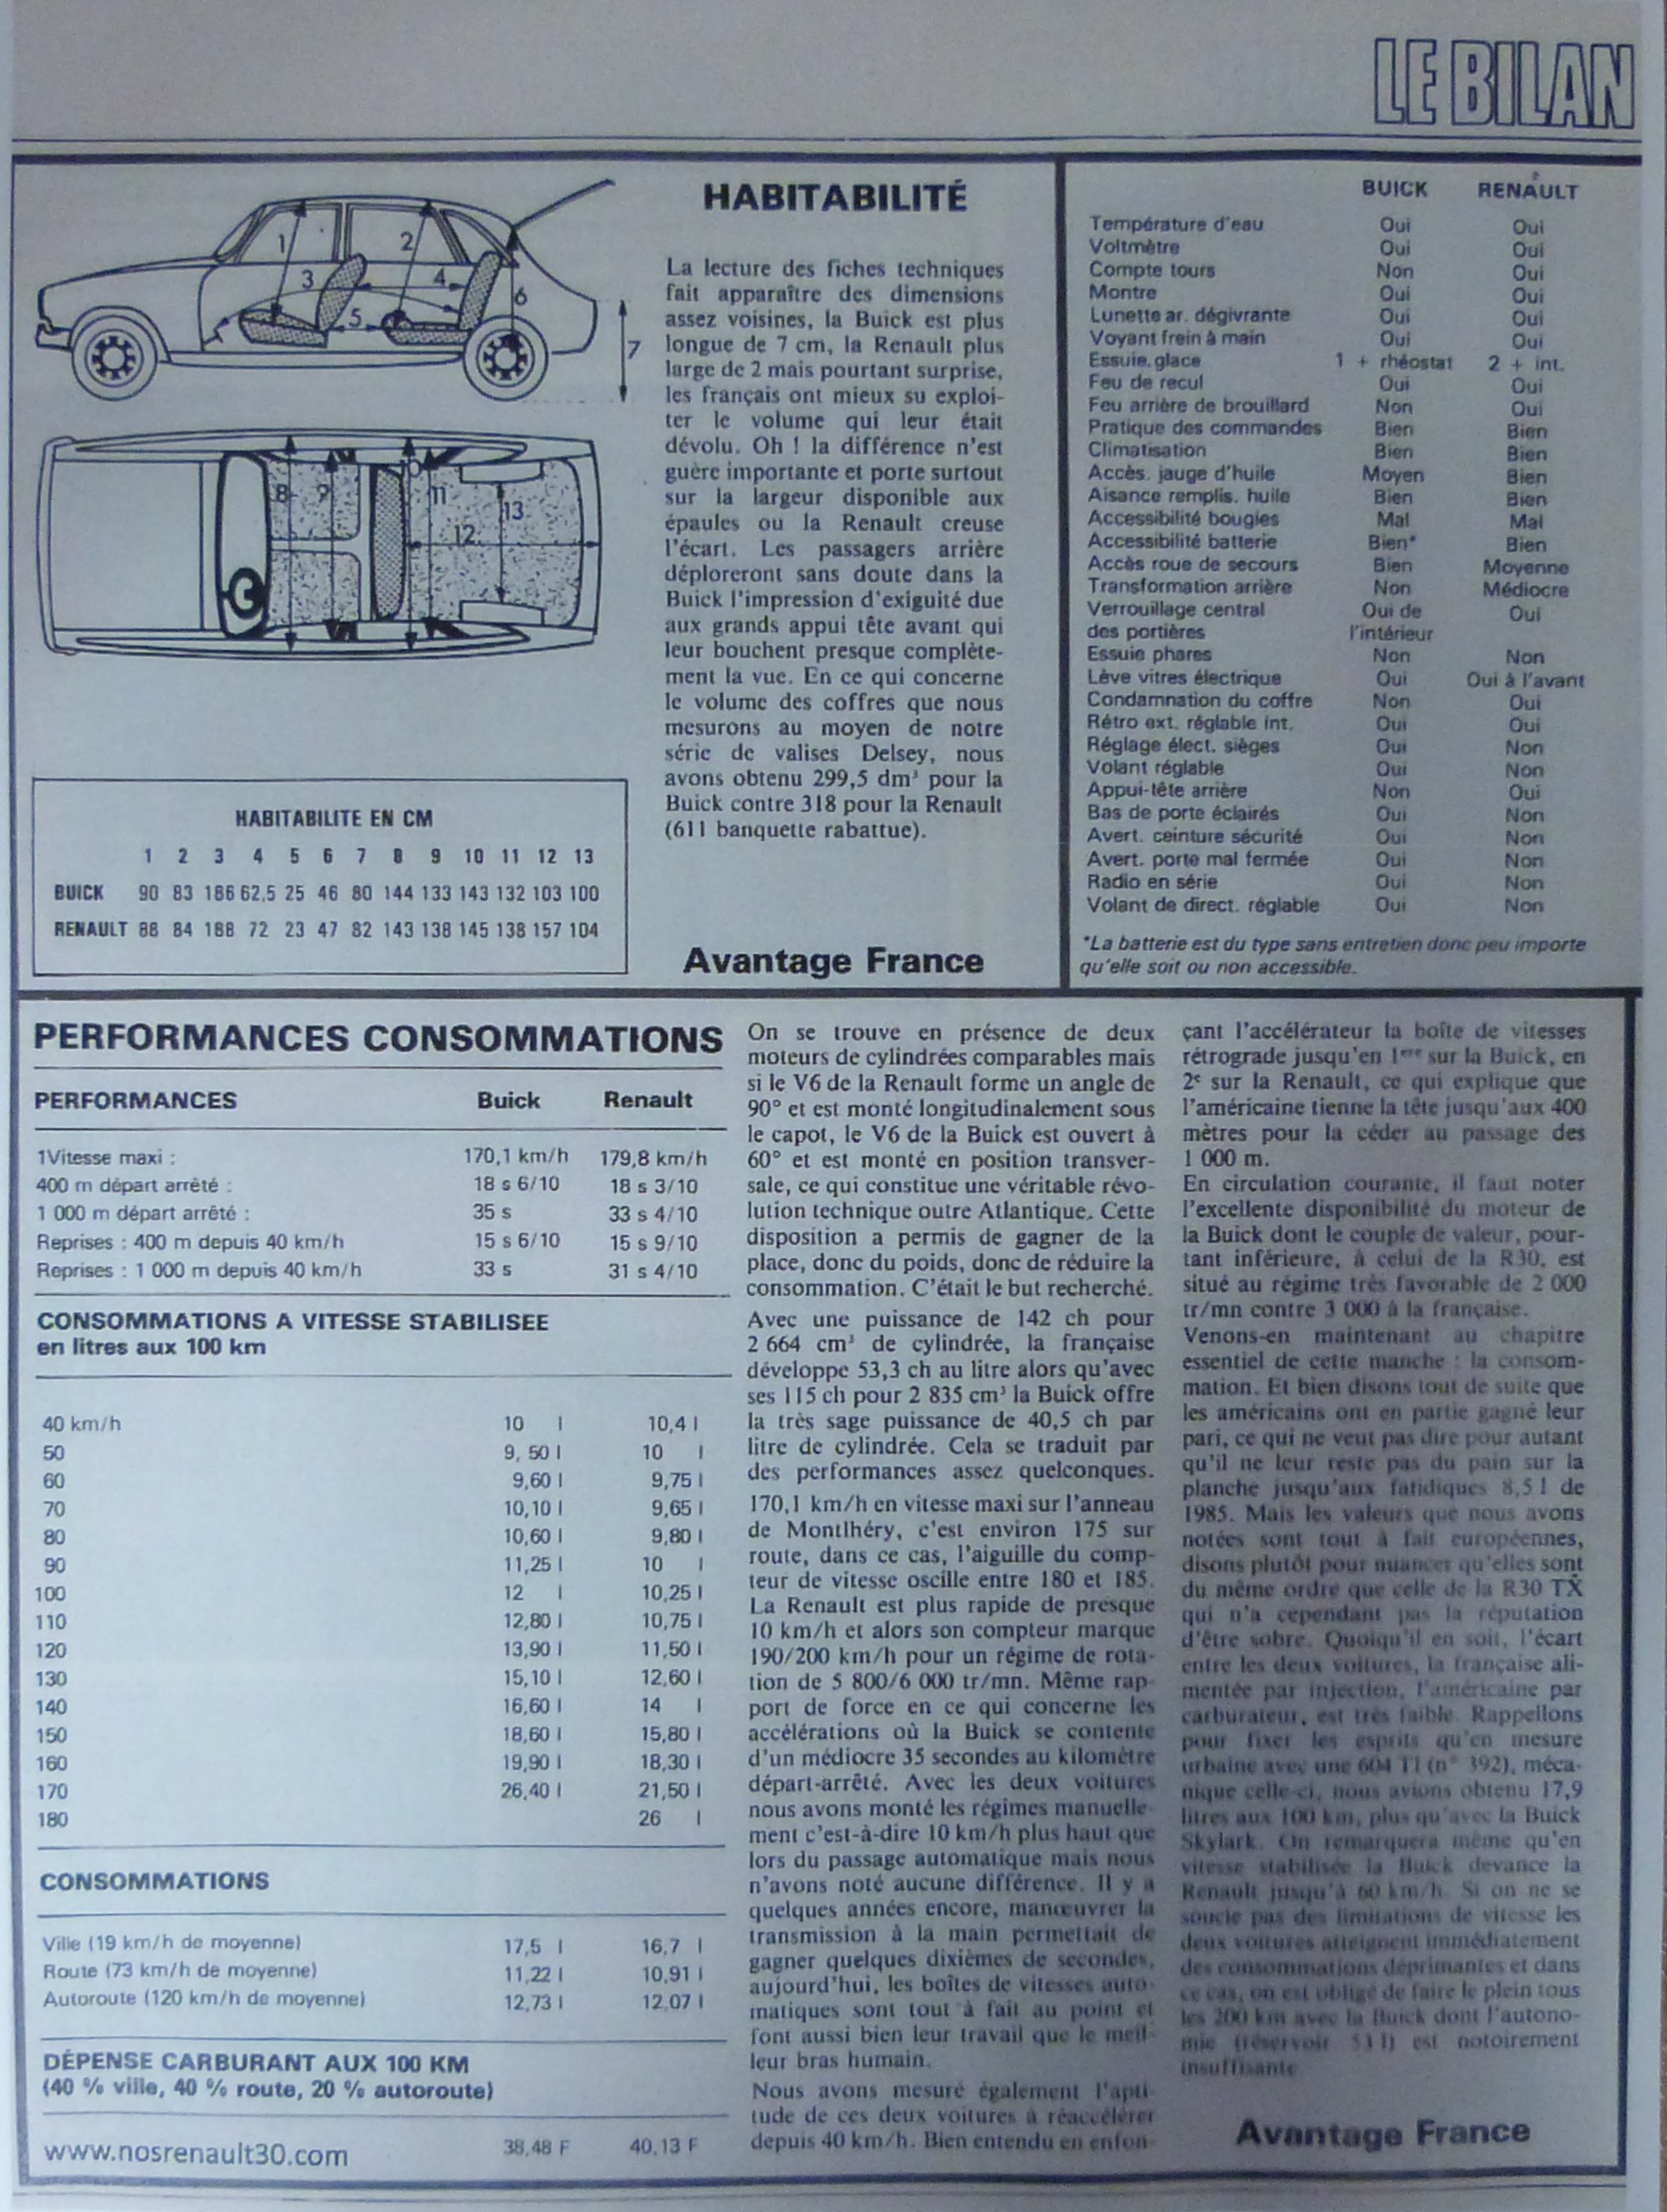 LE BILAN
1
2
3
4
5
6
7
8
9
10
11
12
13
HABITABILITE EN CM
1 2 3 4 5 6 7 8 9 10 11 12 13
BUICK 90 83 186 62,5 25 46 80 144 133 143 132 103 100
RENAULT 88 84 188 72 23 47 82 143 138 145 138 157 104
HABITABILITÉ
La lecture des fiches techniques
fait apparaître des dimensions
assez voisines, la Buick est plus
longue de 7 cm, la Renault plus
large de 2 mais pourtant surprise,
les français ont mieux su exploi-
ter le volume qui leur était
dévolu. Oh ! la différence n'est
guère importante et porte surtout
sur la largeur disponible aux
épaules ou la Renault creuse
l'écart. Les passagers arrière
déploreront sans doute dans la
Buick l'impression d'exiguité due
aux grands appui tête avant qui
leur bouchent presque complète-
ment la vue. En ce qui concerne
le volume des coffres que nous
mesurons au moyen de notre
série de valises Delsey, nous
avons obtenu 299,5 dm³ pour la
Buick contre 318 pour la Renault
(611 banquette rabattue).
Avantage France
BUICK RENAULT
Température d'eau Oui Oui
Voltmètre Oui Oui
Compte tours Non Oui
Montre Oui Oui
Lunette ar. dégivrante Oui Oui
Voyant frein à main Oui Oui
Essuie.glace 1 + rhéostat 2 + int.
Feu de recul Oui Oui
Feu arrière de brouillard Non Oui
Pratique des commandes Bien Bien
Climatisation Bien Bien
Accès. jauge d'huile Moyen Bien
Aisance remplis. huile Bien Bien
Accessibilité bougies Mal Mal
Accessibilité batterie Bien* Bien
Accès roue de secours Bien Moyenne
Transformation arrière Non Médiocre
Verrouillage central Oui de Oui
des portières l'intérieur
Essuie phares Non Non
Lève vitres électrique Oui Oui à l'avant
Condamnation du coffre Non Oui
Rétro ext. réglable int. Oui Oui
Réglage élect. sièges Oui Non
Volant réglable Oui Non
Appui-tête arrière Non Oui
Bas de porte éclairés Oui Non
Avert. ceinture sécurité Oui Non
Avert. porte mal fermée Oui Non
Radio en série Oui Non
Volant de direct. réglable Oui Non
*La batterie est du type sans entretien donc peu importe
qu'elle soit ou non accessible.
PERFORMANCES CONSOMMATIONS
PERFORMANCES Buick Renault
1Vitesse maxi : 170,1 km/h 179,8 km/h
400 m départ arrêté : 18 s 6/10 18 s 3/10
1 000 m départ arrêté : 35 s 33 s 4/10
Reprises : 400 m depuis 40 km/h 15 s 6/10 15 s 9/10
Reprises : 1 000 m depuis 40 km/h 33 s 31 s 4/10
CONSOMMATIONS A VITESSE STABILISEE
en litres aux 100 km
40 km/h 10 l 10,4 l
50 9, 50 l 10 l
60 9,60 l 9,75 l
70 10,10 l 9,65 l
80 10,60 l 9,80 l
90 11,25 l 10 l
100 12 l 10,25 l
110 12,80 l 10,75 l
120 13,90 l 11,50 l
130 15,10 l 12,60 l
140 16,60 l 14 l
150 18,60 l 15,80 l
160 19,90 l 18,30 l
170 26,40 l 21,50 l
180 26 l
CONSOMMATIONS
Ville (19 km/h de moyenne) 17,5 l 16,7 l
Route (73 km/h de moyenne) 11,22 l 10,91 l
Autoroute (120 km/h de moyenne) 12,73 l 12,07 l
DÉPENSE CARBURANT AUX 100 KM
(40 % ville, 40 % route, 20 % autoroute)
www.nosrenault30.com 38,48 F 40,13 F
On se trouve en présence de deux
moteurs de cylindrées comparables mais
si le V6 de la Renault forme un angle de
90° et est monté longitudinalement sous
le capot, le V6 de la Buick est ouvert à
60° et est monté en position transver-
sale, ce qui constitue une véritable révo-
lution technique outre Atlantique. Cette
disposition a permis de gagner de la
place, donc du poids, donc de réduire la
consommation. C'était le but recherché.
Avec une puissance de 142 ch pour
2 664 cm³ de cylindrée, la française
développe 53,3 ch au litre alors qu'avec
ses 115 ch pour 2 835 cm³ la Buick offre
la très sage puissance de 40,5 ch par
litre de cylindrée. Cela se traduit par
des performances assez quelconques.
170,1 km/h en vitesse maxi sur l'anneau
de Montlhéry, c'est environ 175 sur
route, dans ce cas, l'aiguille du comp-
teur de vitesse oscille entre 180 et 185.
La Renault est plus rapide de presque
10 km/h et alors son compteur marque
190/200 km/h pour un régime de rota-
tion de 5 800/6 000 tr/mn. Même rap-
port de force en ce qui concerne les
accélérations où la Buick se contente
d'un médiocre 35 secondes au kilomètre
départ-arrêté. Avec les deux voitures
nous avons monté les régimes manuelle-
ment c'est-à-dire 10 km/h plus haut que
lors du passage automatique mais nous
n'avons noté aucune différence. Il y a
quelques années encore, manœuvrer la
transmission à la main permettait de
gagner quelques dixièmes de secondes,
aujourd'hui, les boîtes de vitesses auto-
matiques sont tout à fait au point et
font aussi bien leur travail que le meil-
leur bras humain.
Nous avons mesuré également l'apti-
tude de ces deux voitures à réaccélérer
depuis 40 km/h. Bien entendu en enfon-
çant l'accélérateur la boîte de vitesses
rétrograde jusqu'en 1ere sur la Buick, en
2e sur la Renault, ce qui explique que
l'américaine tienne la tête jusqu'aux 400
mètres pour la céder au passage des
1 000 m.
En circulation courante, il faut noter
l'excellente disponibilité du moteur de
la Buick dont le couple de valeur, pour-
tant inférieure, à celui de la R30, est
situé au régime très favorable de 2 000
tr/mn contre 3 000 à la française.
Venons-en maintenant au chapitre
essentiel de cette manche : la consom-
mation. Et bien disons tout de suite que
les américains ont en partie gagné leur
pari, ce qui ne veut pas dire pour autant
qu'il ne leur reste pas du pain sur la
planche jusqu'aux fatidiques 8,5 l de
1985. Mais les valeurs que nous avons
notées sont tout à fait européennes,
disons plutôt pour nuancer qu'elles sont
du même ordre que celle de la R30 TX
qui n'a cependant pas la réputation
d'être sobre. Quoiqu'il en soit, l'écart
entre les deux voitures, la française ali-
mentée par injection, l'américaine par
carburateur, est très faible. Rappellons
pour fixer les esprits qu'en mesure
urbaine avec une 604 TI (n° 392), méca-
nique celle-ci, nous avions obtenu 17,9
litres aux 100 km, plus qu'avec la Buick
Skylark. On remarquera même qu'en
vitesse stabilisée la Buick devance la
Renault jusqu'à 60 km/h. Si on ne se
soucie pas des limitations de vitesse les
deux voitures atteignent immédiatement
des consommations déprimantes et dans
ce cas, on est obligé de faire le plein tous
les 200 km avec la Buick dont l'autono-
mie (réservoir 53 l) est notoirement
insuffisante.
Avantage France